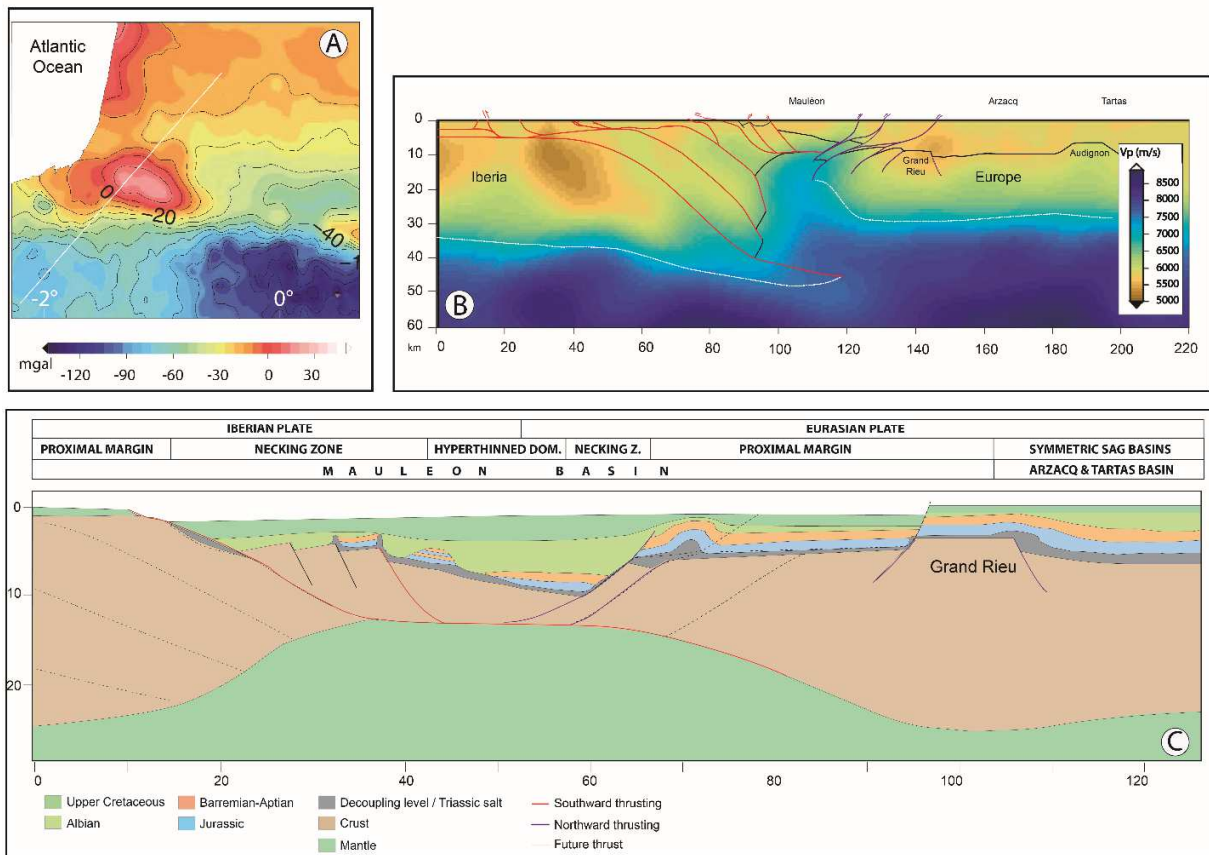 Atlantic
Ocean
A
0
-20
-40
-2°
0°
mgal
-120 -90 -60 -30 0 30
Mauléon Arzacq Tartas
0
10
20
30
40
50
60
Iberia
Grand
Rieu
Europe
Audignon
Vp (m/s)
8500
8000
7500
7000
6500
6000
5500
5000
B
km 0 20 40 60 80 100 120 140 160 180 200 220
IBERIAN PLATE EURASIAN PLATE
PROXIMAL MARGIN NECKING ZONE HYPERTHINNED DOM. NECKING Z. PROXIMAL MARGIN SYMMETRIC SAG BASINS
M A U L E O N B A S I N ARZACQ & TARTAS BASIN
0
10
20
Grand Rieu
C
0 20 40 60 80 100 120
Upper Cretaceous Barremian-Aptian Decoupling level / Triassic salt Southward thrusting
Albian Jurassic Crust Northward thrusting
Mantle Future thrust